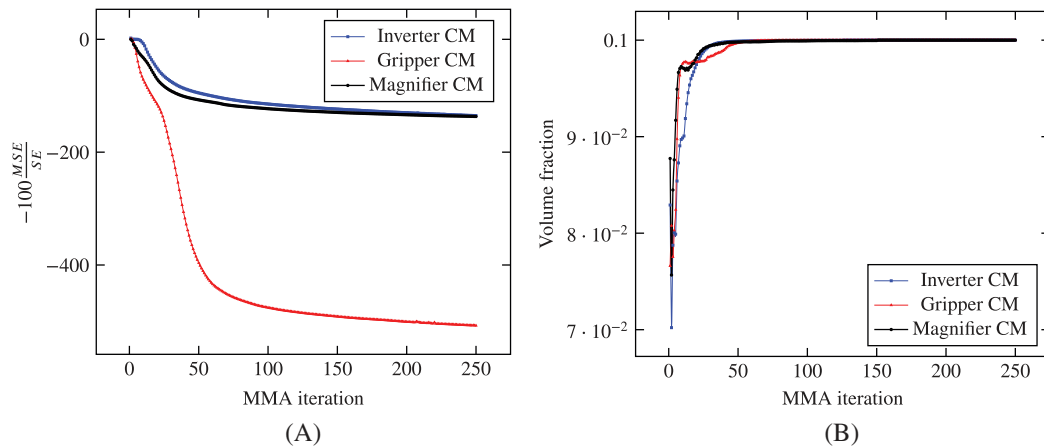 0
−200
−400
−100 MSE/SE
0 50 100 150 200 250
MMA iteration
Inverter CM
Gripper CM
Magnifier CM
(A)
0.1
9 · 10⁻²
8 · 10⁻²
7 · 10⁻²
Volume fraction
0 50 100 150 200 250
MMA iteration
Inverter CM
Gripper CM
Magnifier CM
(B)